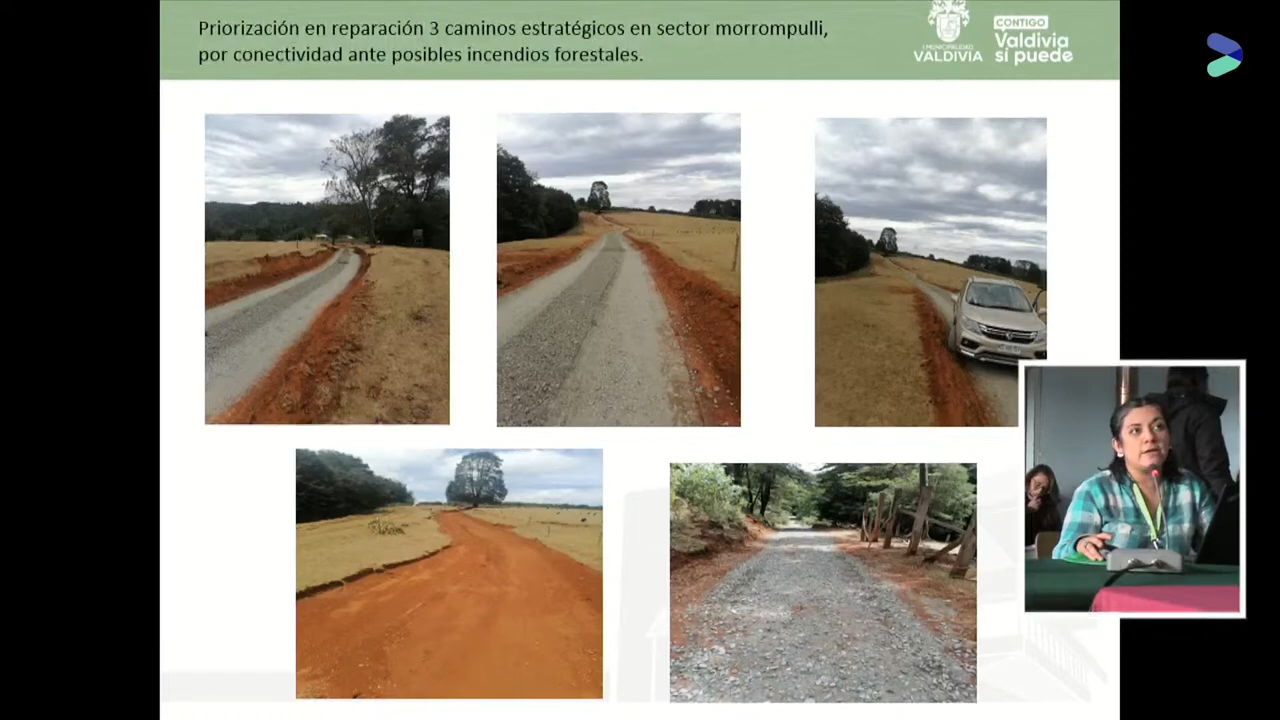 Priorización en reparación 3 caminos estratégicos en sector morrompulli,
por conectividad ante posibles incendios forestales.
I. MUNICIPALIDAD
VALDIVIA
CONTIGO
Valdivia
sí puede